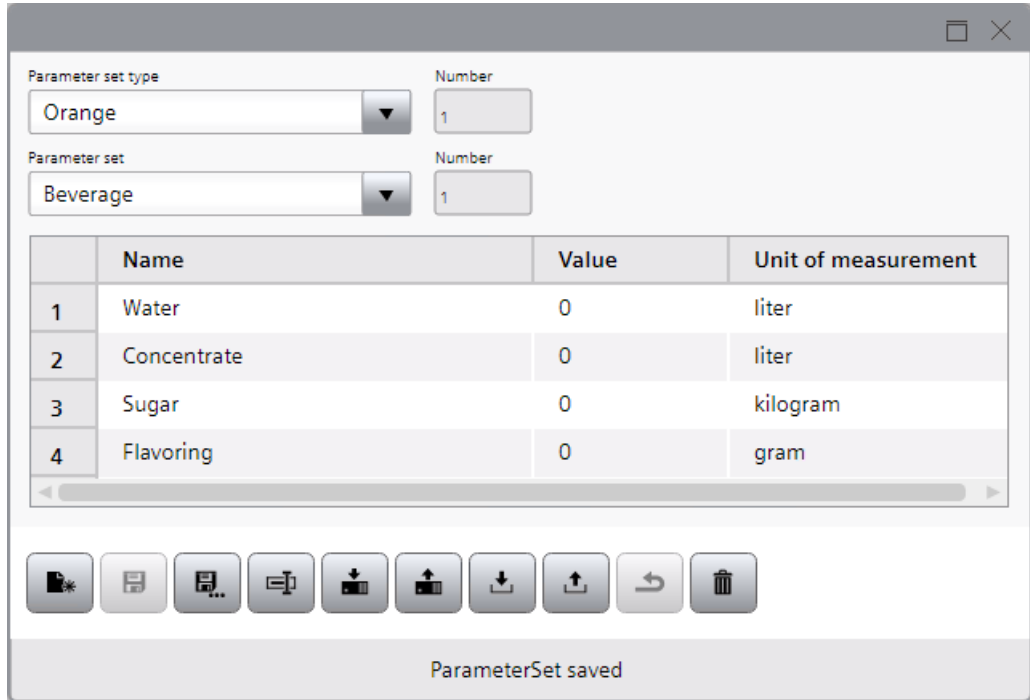 Parameter set type Number
Orange 1
Parameter set Number
Beverage 1
Name Value Unit of measurement
1 Water 0 liter
2 Concentrate 0 liter
3 Sugar 0 kilogram
4 Flavoring 0 gram
ParameterSet saved